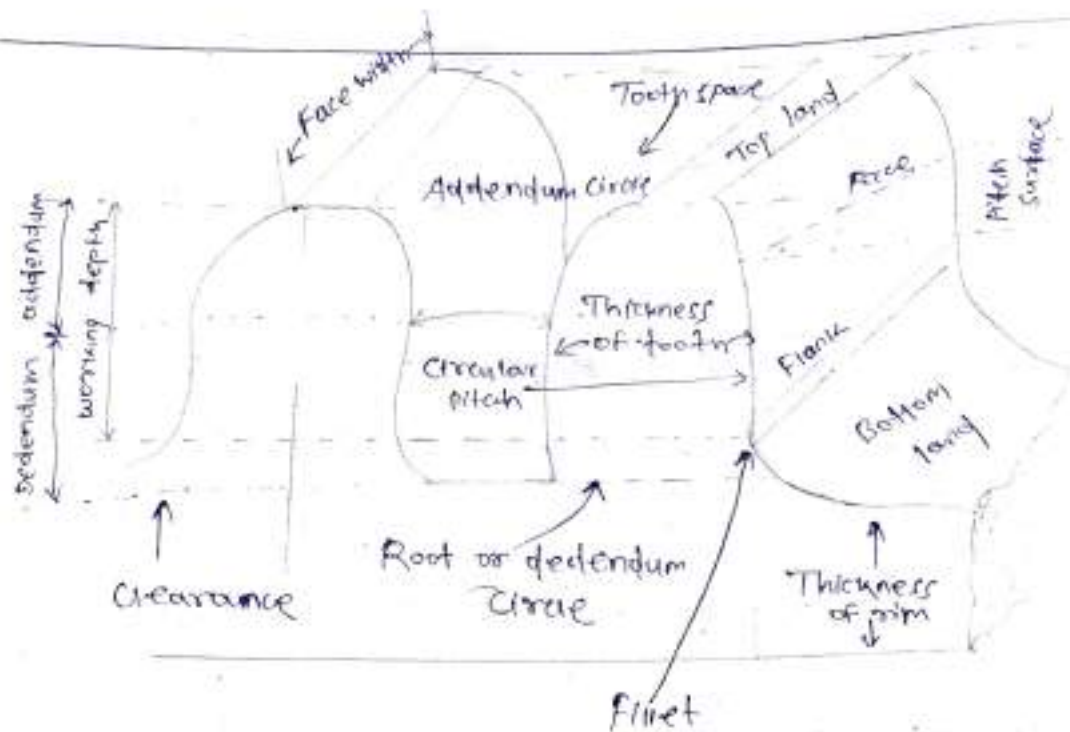 Face width
Tooth space
Top land
Addendum Circle
Face
Pitch
surface
Dedendum addendum
working depth
Thickness
of tooth
Circular
pitch
Flank
Bottom
land
Root or dedendum
Circle
Clearance
Thickness
of rim
Fillet